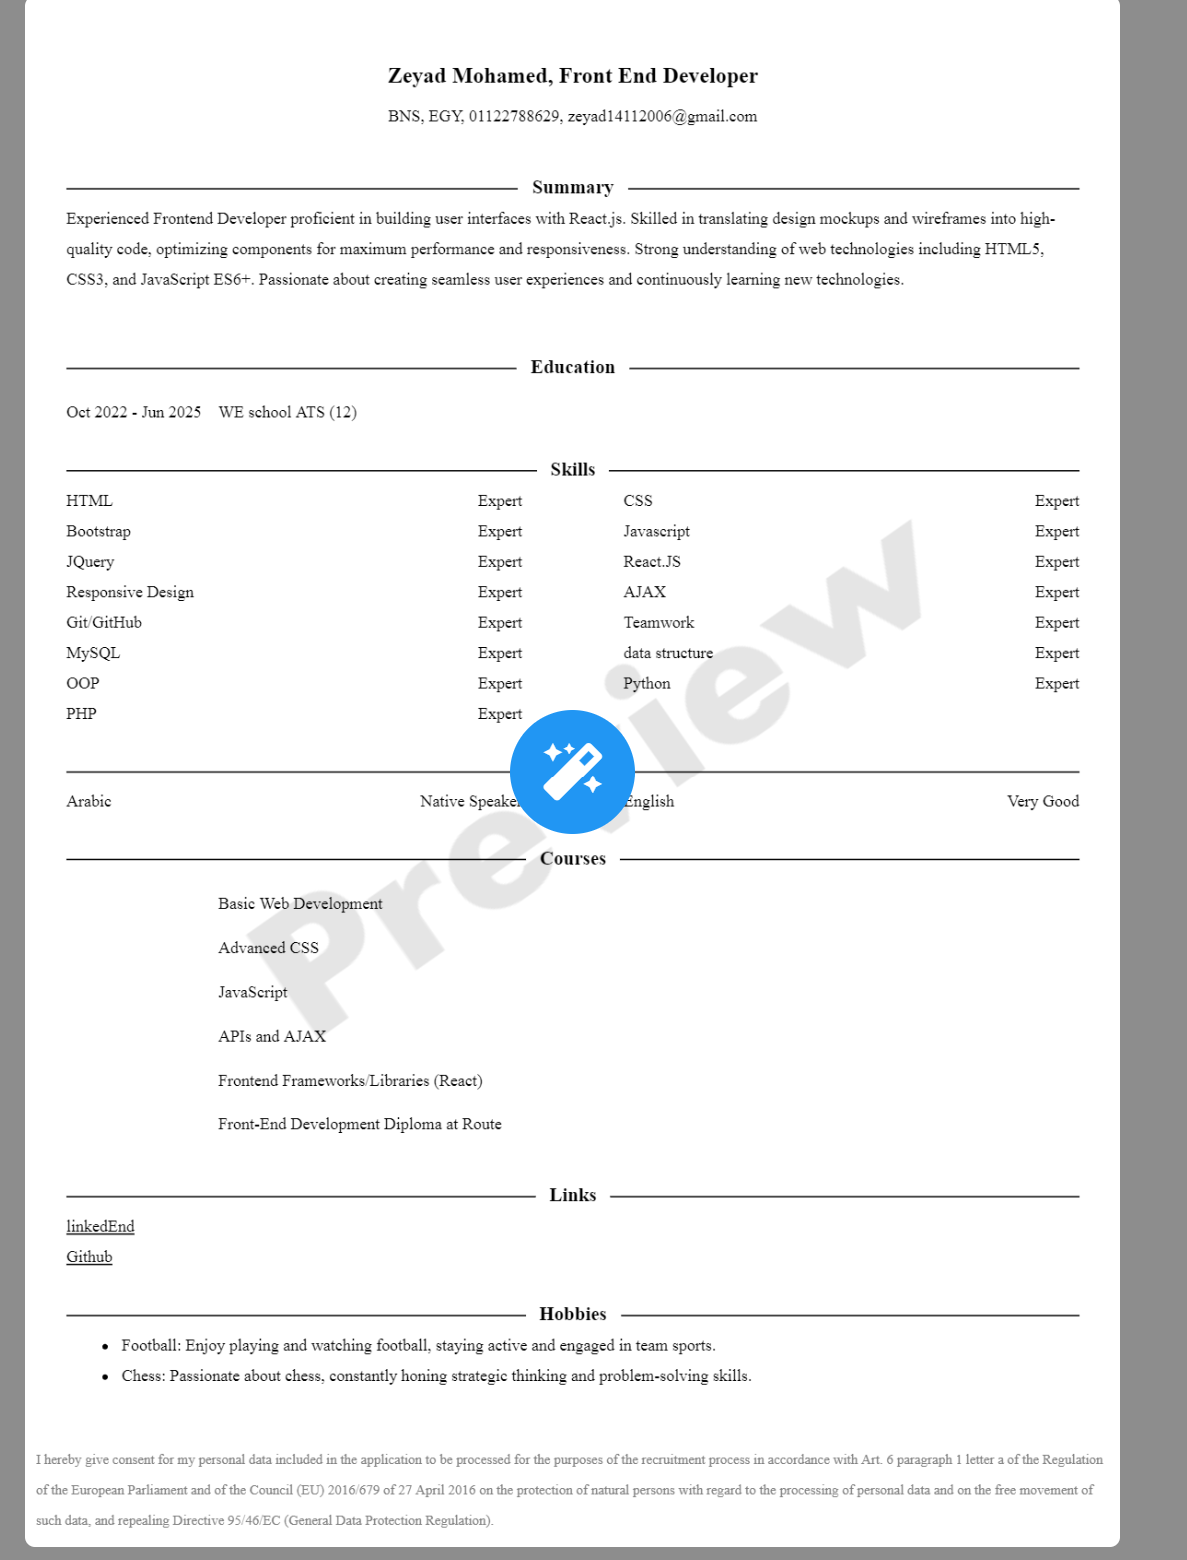 Zeyad Mohamed, Front End Developer
BNS, EGY, 01122788629, zeyad14112006@gmail.com
Summary
Experienced Frontend Developer proficient in building user interfaces with React.js. Skilled in translating design mockups and wireframes into high-
quality code, optimizing components for maximum performance and responsiveness. Strong understanding of web technologies including HTML5,
CSS3, and JavaScript ES6+. Passionate about creating seamless user experiences and continuously learning new technologies.
Education
Oct 2022 - Jun 2025 WE school ATS (12)
Skills
HTML Expert CSS Expert
Bootstrap Expert Javascript Expert
JQuery Expert React.JS Expert
Responsive Design Expert AJAX Expert
Git/GitHub Expert Teamwork Expert
MySQL Expert data structure Expert
OOP Expert Python Expert
PHP Expert
Arabic Native Speaker English Very Good
Preview
Courses
Basic Web Development
Advanced CSS
JavaScript
APIs and AJAX
Frontend Frameworks/Libraries (React)
Front-End Development Diploma at Route
Links
linkedEnd
Github
Hobbies
Football: Enjoy playing and watching football, staying active and engaged in team sports.
Chess: Passionate about chess, constantly honing strategic thinking and problem-solving skills.
I hereby give consent for my personal data included in the application to be processed for the purposes of the recruitment process in accordance with Art. 6 paragraph 1 letter a of the Regulation
of the European Parliament and of the Council (EU) 2016/679 of 27 April 2016 on the protection of natural persons with regard to the processing of personal data and on the free movement of
such data, and repealing Directive 95/46/EC (General Data Protection Regulation).